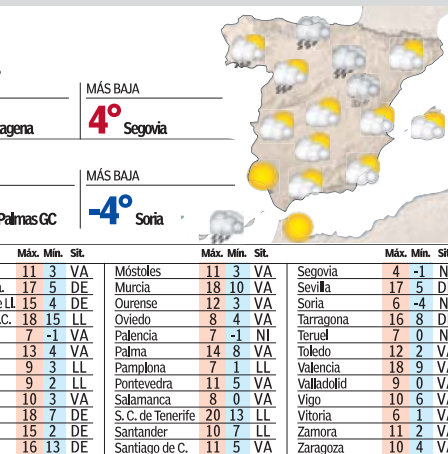 MÁS BAJA
agena 4° Segovia
MÁS BAJA
Palmas GC -4° Soria
Máx. Mín. Sit. Máx. Mín. Sit. Máx. Mín. Sit
11 3 VA Móstoles 11 3 VA Segovia 4 -1 N
a. 17 5 DE Murcia 18 10 VA Sevilla 17 5 D
e Ll. 15 4 DE Ourense 12 3 VA Soria 6 -4 N
.C. 18 15 LL Oviedo 8 4 VA Tarragona 16 8 D
7 -1 VA Palencia 7 -1 NI Teruel 7 0 N
13 4 VA Palma 14 8 VA Toledo 12 2 V
9 3 LL Pamplona 7 1 LL Valencia 18 9 V
9 2 LL Pontevedra 11 5 VA Valladolid 9 0 V
10 3 VA Salamanca 8 0 VA Vigo 10 6 V
18 7 DE S. C. de Tenerife 20 13 LL Vitoria 6 1 V
15 2 DE Santander 10 7 LL Zamora 11 2 V
16 13 DE Santiago de C. 11 5 VA Zaragoza 10 4 V